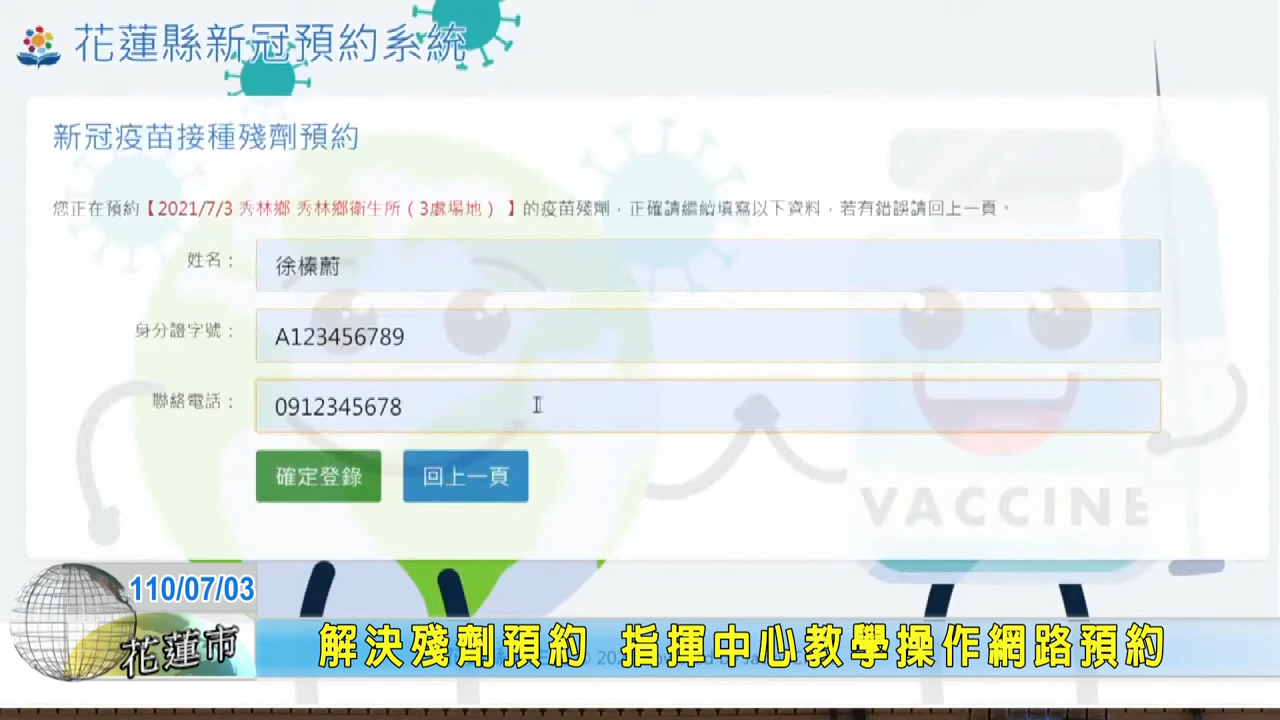 花蓮縣新冠預約系統
新冠疫苗接種殘劑預約
您正在預約【2021/7/3 秀林鄉 秀林鄉衛生所(3處場地) 】的疫苗殘劑，正確請繼續填寫以下資料，若有錯誤請回上一頁。
姓名： 徐榛蔚
身分證字號： A123456789
聯絡電話： 0912345678
確定登錄 回上一頁
VACCINE
110/07/03
花蓮市
解決殘劑預約 指揮中心教學操作網路預約